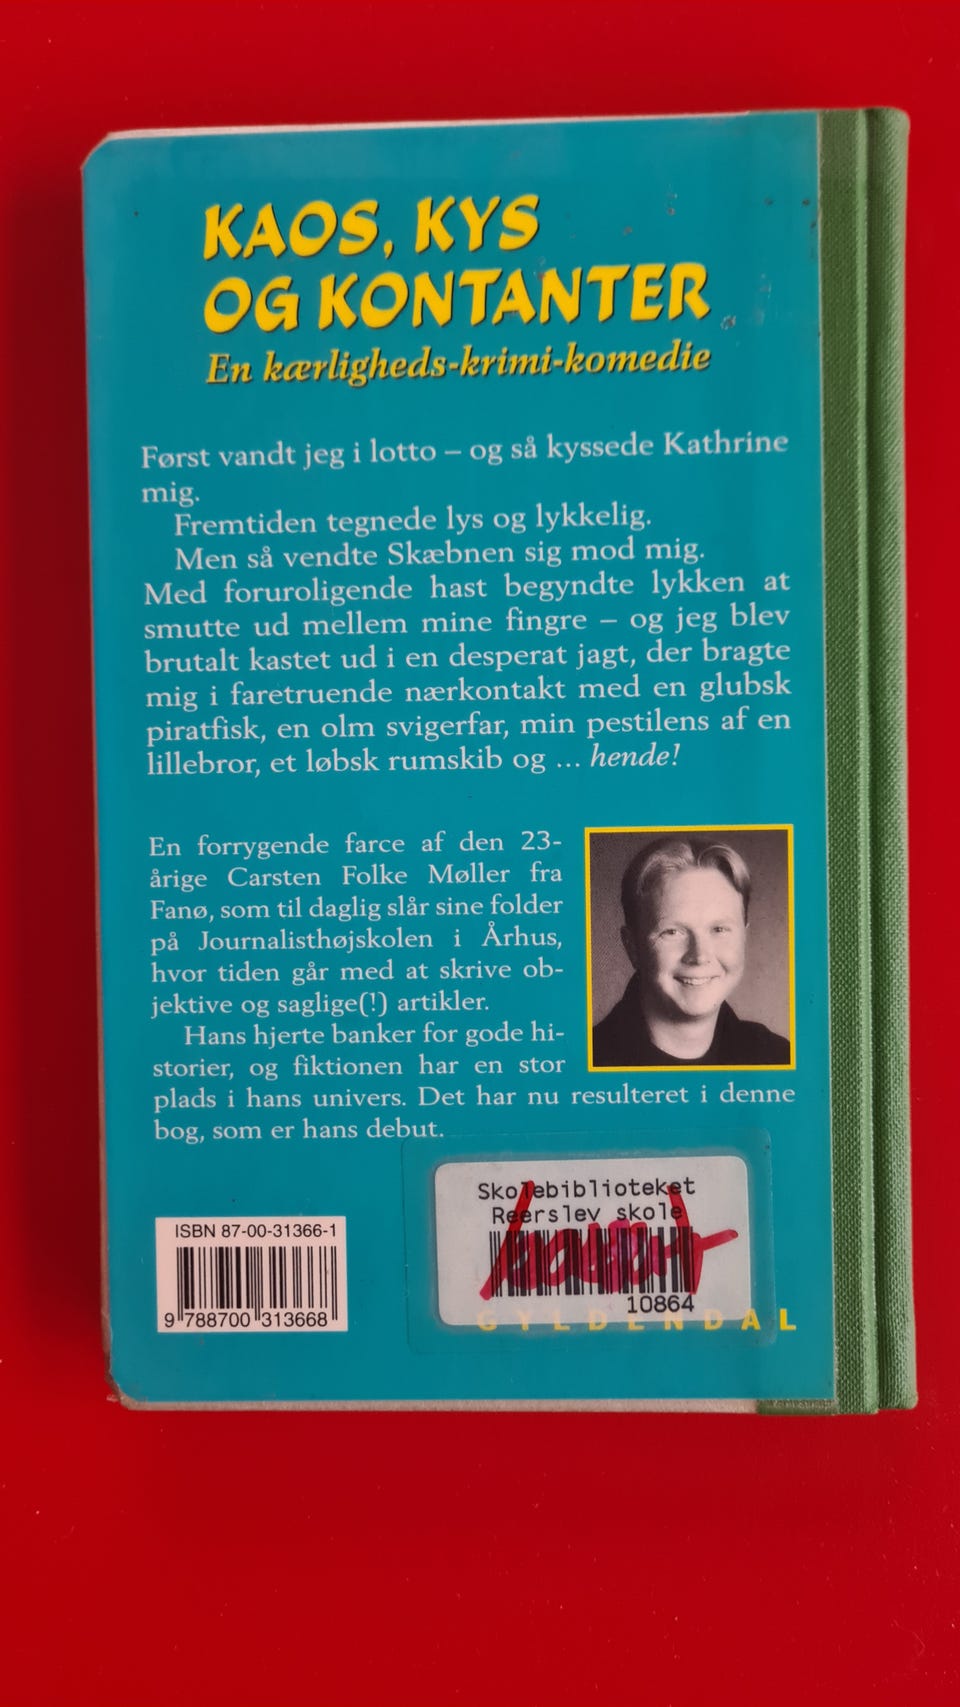 KAOS, KYS
OG KONTANTER
En kærligheds-krimi-komedie
Først vandt jeg i lotto – og så kyssede Kathrine
mig.
Fremtiden tegnede lys og lykkelig.
Men så vendte Skæbnen sig mod mig.
Med foruroligende hast begyndte lykken at
smutte ud mellem mine fingre – og jeg blev
brutalt kastet ud i en desperat jagt, der bragte
mig i faretruende nærkontakt med en glubsk
piratfisk, en olm svigerfar, min pestilens af en
lillebror, et løbsk rumskib og ... hende!
En forrygende farce af den 23-
årige Carsten Folke Møller fra
Fanø, som til daglig slår sine folder
på Journalisthøjskolen i Århus,
hvor tiden går med at skrive ob-
jektive og saglige(!) artikler.
Hans hjerte banker for gode hi-
storier, og fiktionen har en stor
plads i hans univers. Det har nu resulteret i denne
bog, som er hans debut.
Skolebiblioteket
Reerslev skole
10864
ISBN 87-00-31366-1
9 788700 313668
GYLDENDAL